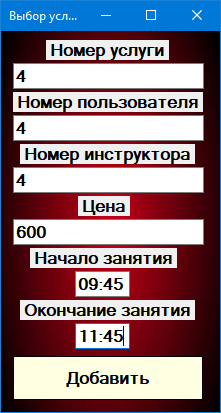 Выбор усл...
Номер услуги
4
Номер пользователя
4
Номер инструктора
4
Цена
600
Начало занятия
09:45
Окончание занятия
11:45
Добавить